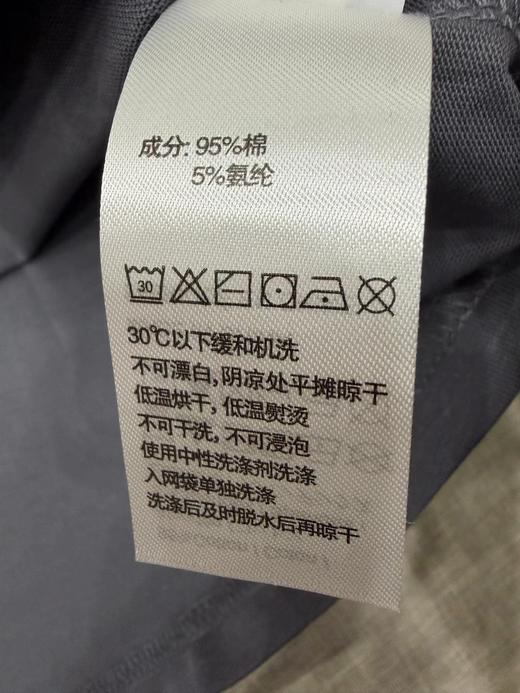 成分: 95%棉
5%氨纶
30
30℃以下缓和机洗
不可漂白,阴凉处平摊晾干
低温烘干, 低温熨烫
不可干洗, 不可浸泡
使用中性洗涤剂洗涤
入网袋单独洗涤
洗涤后及时脱水后再晾干